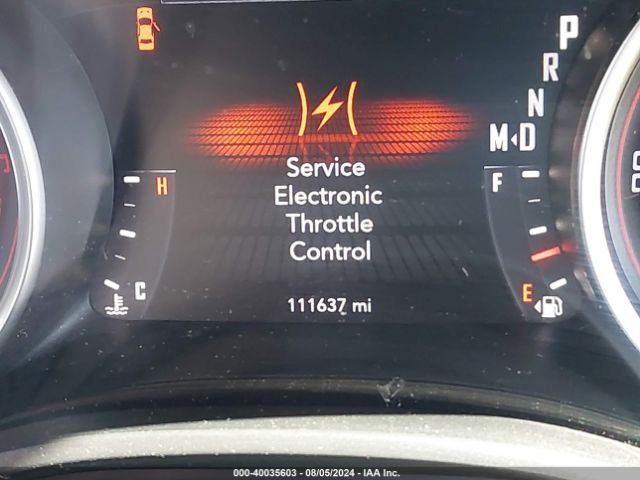 P
R
N
M◂D
Service
Electronic
Throttle
Control
H
F
C
E
111637 mi
000-40035603 - 08/05/2024 - IAA Inc.